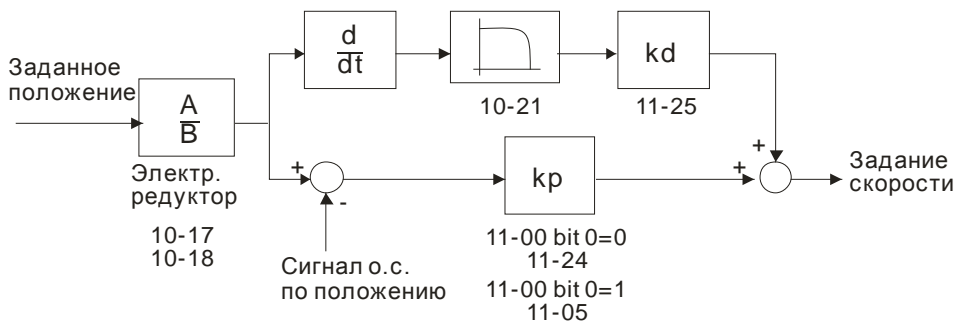 d
dt
kd
10-21
11-25
Заданное
положение
A
B
Электр.
редуктор
10-17
10-18
+
-
Сигнал о.с.
по положению
kp
11-00 bit 0=0
11-24
11-00 bit 0=1
11-05
+
+
Задание
скорости